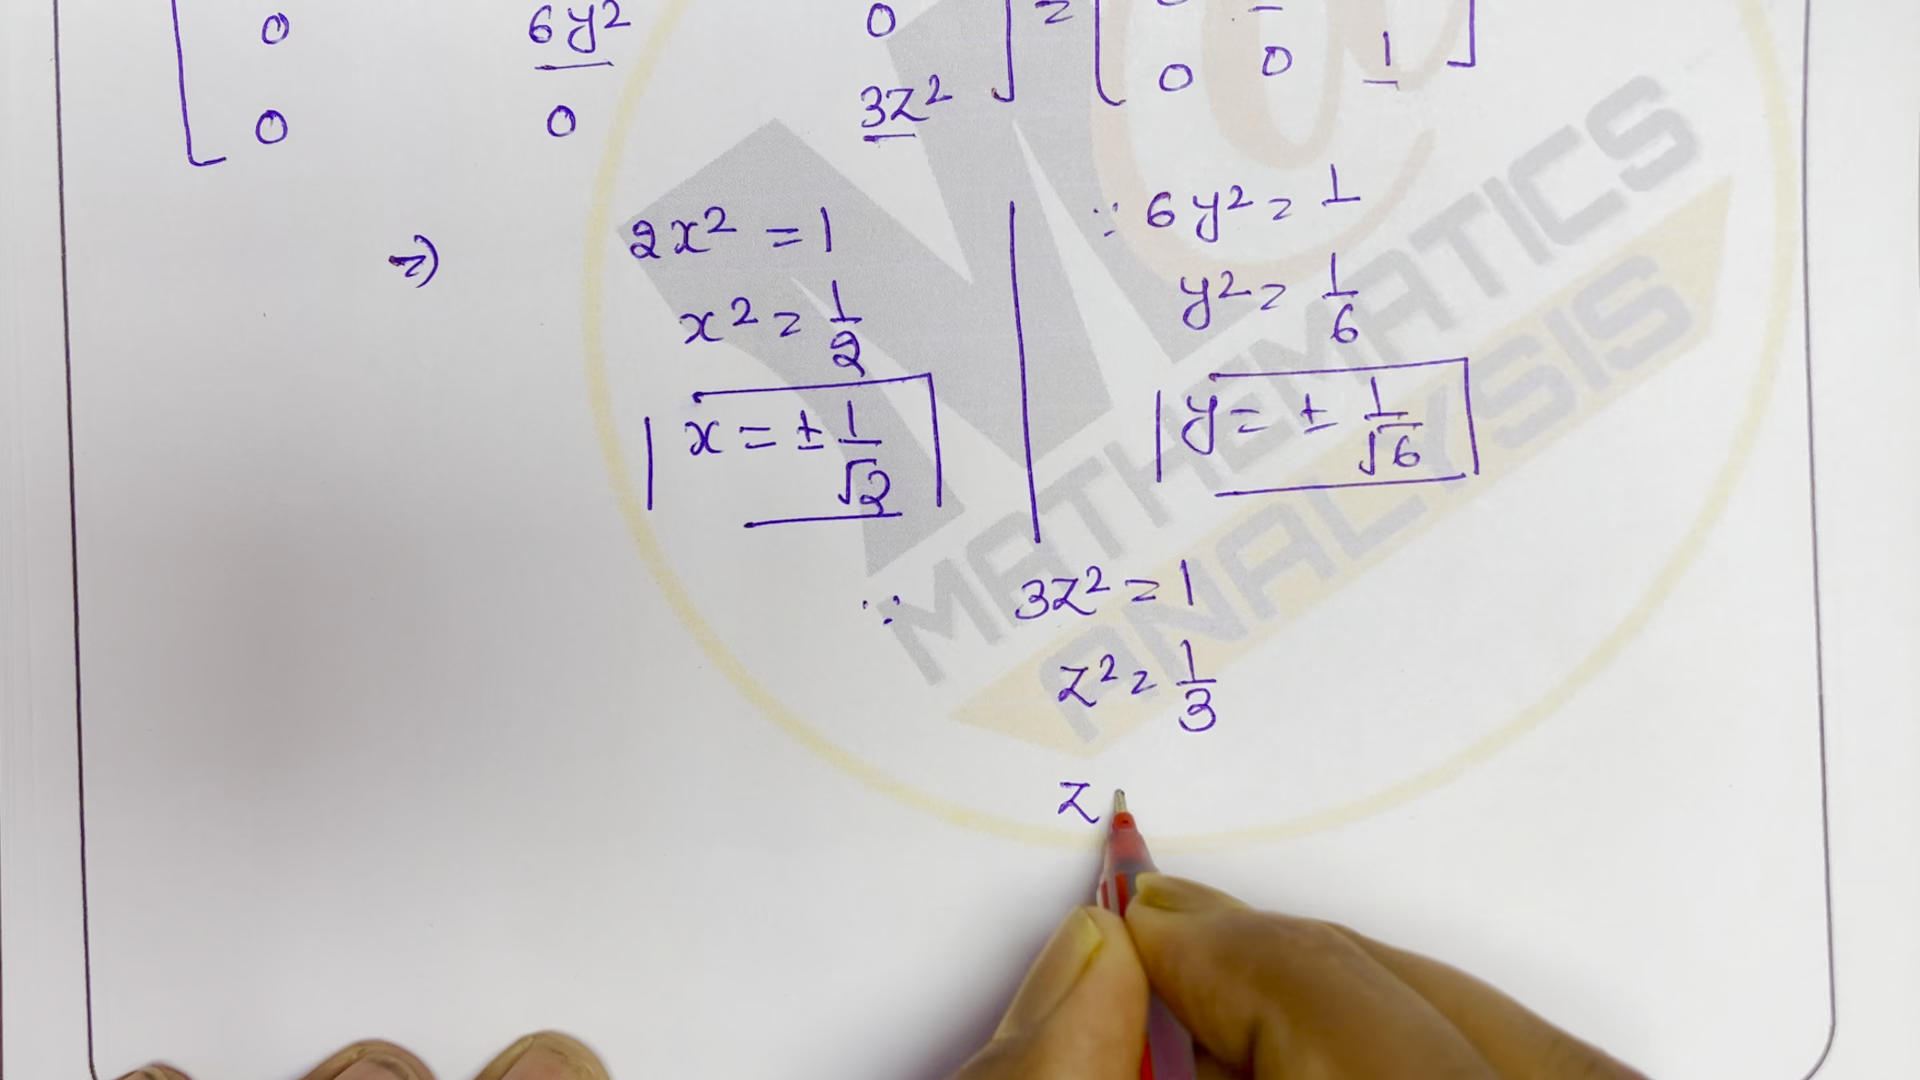 0 6y² 0 = 
0 0 3z² 0 0 1
⇒ 2x² = 1 ∵ 6y² = 1
x² = 1/2 y² = 1/6
x = ± 1/√2 y = ± 1/√6
∵ 3z² = 1
z² = 1/3
z
MATHEMATICS
ANALYSIS